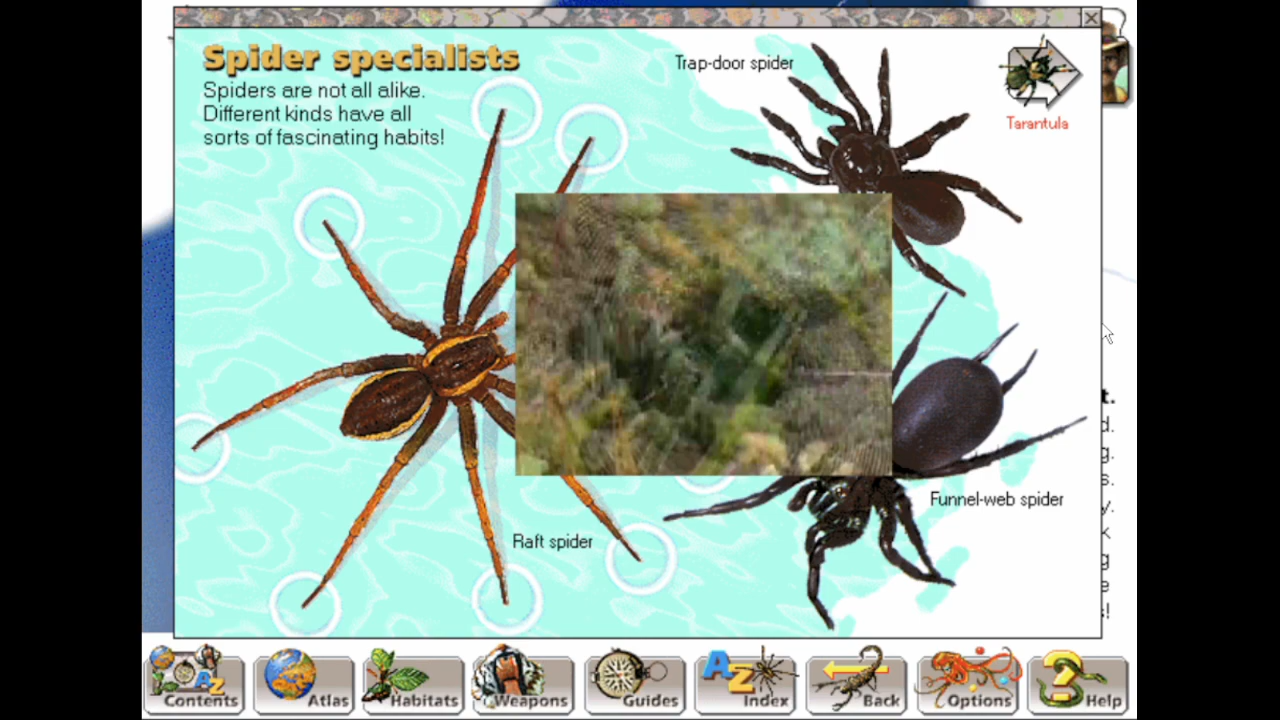 Spider specialists
Spiders are not all alike.
Different kinds have all
sorts of fascinating habits!
Trap-door spider
Tarantula
t.
d.
g.
s.
y.
k
g
e
s!
Funnel-web spider
Raft spider
Contents
Atlas
Habitats
Weapons
Guides
AZ
Index
Back
Options
?
Help